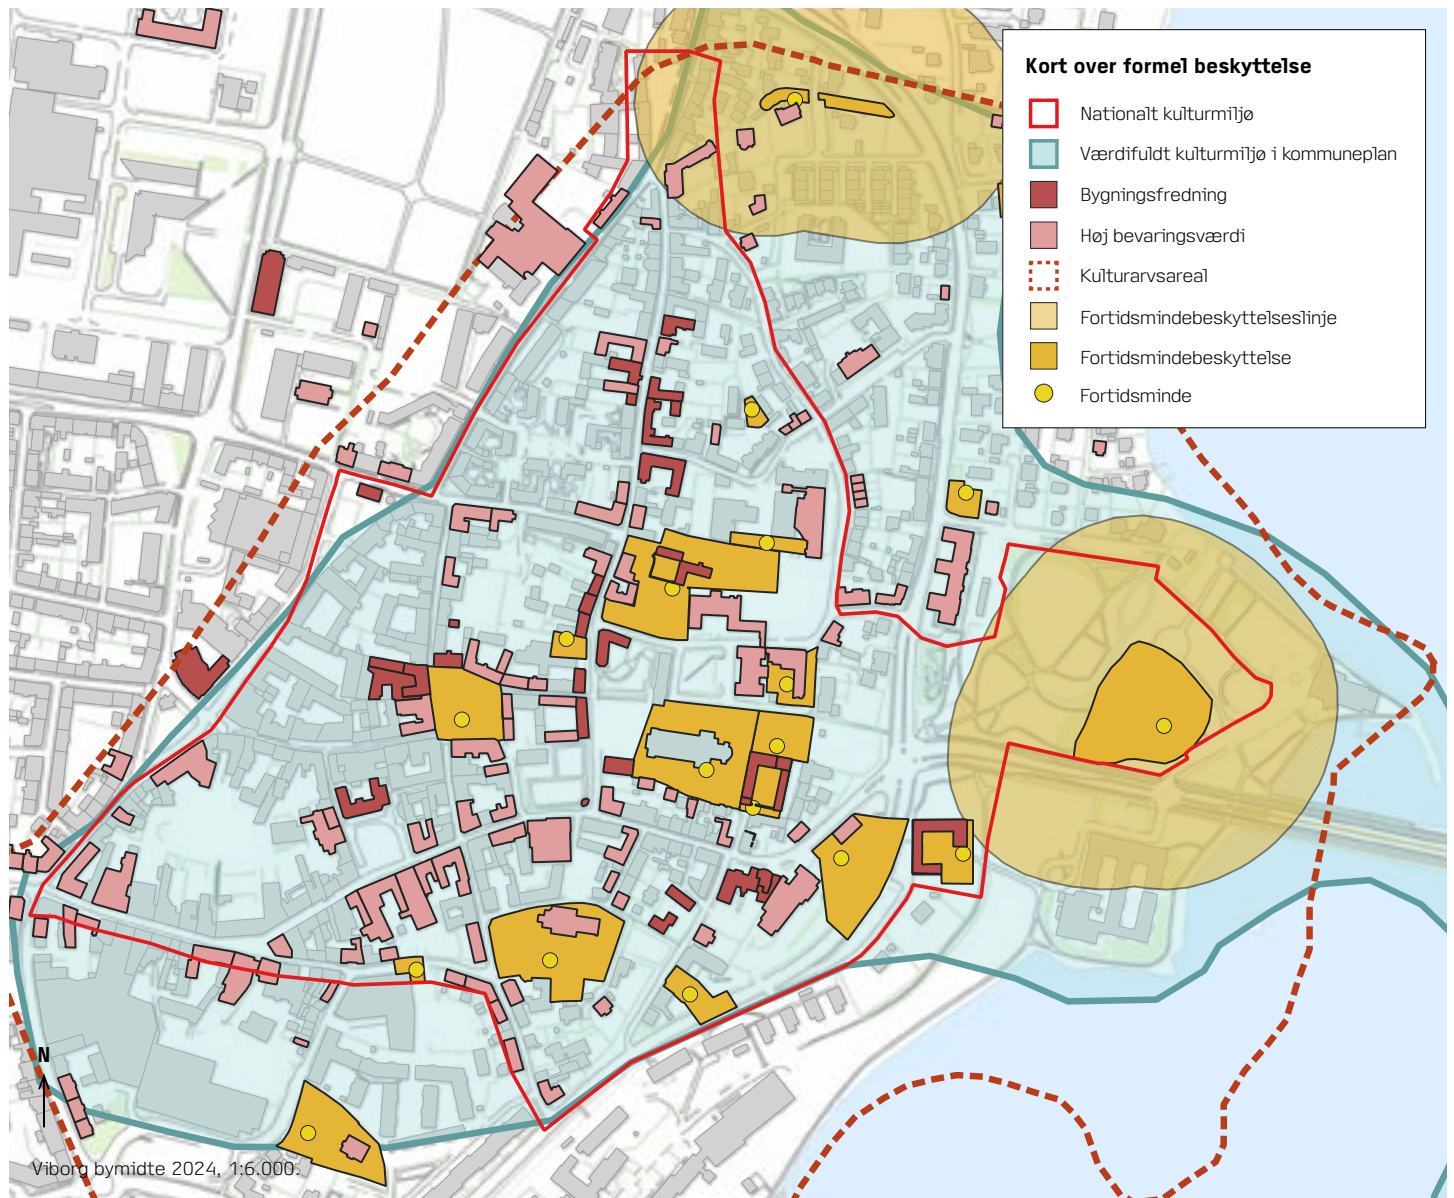 Kort over formel beskyttelse
Nationalt kulturmiljø
Værdifuldt kulturmiljø i kommuneplan
Bygningsfredning
Høj bevaringsværdi
Kulturarvsareal
Fortidsmindebeskyttelseslinje
Fortidsmindebeskyttelse
Fortidsminde
N
Viborg bymidte 2024, 1:6.000.